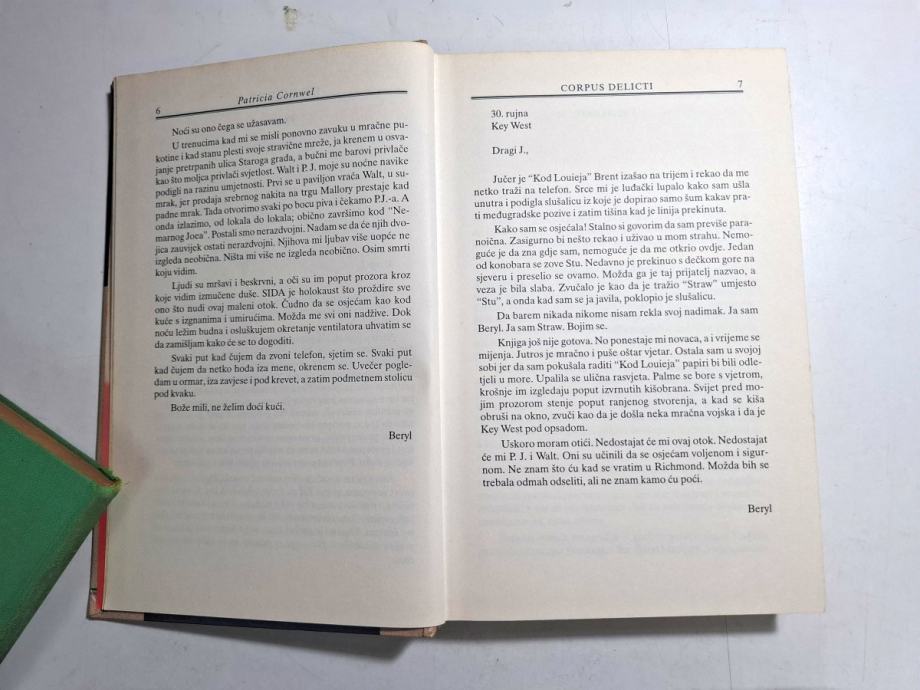 6
Patricia Cornwel
Noći su ono čega se užasavam.
U trenucima kad mi se misli ponovno zavuku u mračne pu-
kotine i kad stanu plesti svoje stravične mreže, ja krenem u osva-
janje pretrpanih ulica Staroga grada, a bučni me barovi privlače
kao što moljca privlači svjetlost. Walt i P. J. moje su noćne navike
podigli na razinu umjetnosti. Prvi se u paviljon vraća Walt, u su-
mrak, jer prodaja srebrnog nakita na trgu Mallory prestaje kad
padne mrak. Tada otvorimo svaki po bocu piva i čekamo P.J.-a. A
onda izlazimo, od lokala do lokala; obično završimo kod "Ne-
marnog Joea". Postali smo nerazdvojni. Nadam se da će njih dvo-
jica zauvijek ostati nerazdvojni. Njihova mi ljubav više uopće ne
izgleda neobična. Ništa mi više ne izgleda neobično. Osim smrti
koju vidim.
Ljudi su mršavi i beskrvni, a oči su im poput prozora kroz
koje vidim izmučene duše. SIDA je holokaust što proždire sve
ono što nudi ovaj maleni otok. Čudno da se osjećam kao kod
kuće s izgnanima i umirućima. Možda me svi oni nadžive. Dok
noću ležim budna i osluškujem okretanje ventilatora uhvatim se
da zamišljam kako će se to dogoditi.
Svaki put kad čujem da zvoni telefon, sjetim se. Svaki put
kad čujem da netko hoda iza mene, okrenem se. Uvečer pogle-
dam u ormar, iza zavjese i pod krevet, a zatim podmetnem stolicu
pod kvaku.
Bože mili, ne želim doći kući.
Beryl
CORPUS DELICTI
7
30. rujna
Key West
Dragi J.,
Jučer je "Kod Louieja" Brent izašao na trijem i rekao da me
netko traži na telefon. Srce mi je luđački lupalo kako sam ušla
unutra i podigla slušalicu iz koje je dopirao samo šum kakav pra-
ti međugradske pozive i zatim tišina kad je linija prekinuta.
Kako sam se osjećala! Stalno si govorim da sam previše para-
noična. Zasigurno bi nešto rekao i uživao u mom strahu. Nemo-
guće je da zna gdje sam, nemoguće je da me otkrio ovdje. Jedan
od konobara se zove Stu. Nedavno je prekinuo s dečkom gore na
sjeveru i preselio se ovamo. Možda ga je taj prijatelj nazvao, a
veza je bila slaba. Zvučalo je kao da je tražio "Straw" umjesto
"Stu", a onda kad sam se ja javila, poklopio je slušalicu.
Da barem nikada nikome nisam rekla svoj nadimak. Ja sam
Beryl. Ja sam Straw. Bojim se.
Knjiga još nije gotova. No ponestaje mi novaca, a i vrijeme se
mijenja. Jutros je mračno i puše oštar vjetar. Ostala sam u svojoj
sobi jer da sam pokušala raditi "Kod Louieja" papiri bi bili odle-
tjeli u more. Upalila se ulična rasvjeta. Palme se bore s vjetrom,
krošnje im izgledaju poput izvrnutih kišobrana. Svijet pred mo-
jim prozorom stenje poput ranjenog stvorenja, a kad se kiša
obruši na okno, zvuči kao da je došla neka mračna vojska i da je
Key West pod opsadom.
Uskoro moram otići. Nedostajat će mi ovaj otok. Nedostajat
će mi P. J. i Walt. Oni su učinili da se osjećam voljenom i sigur-
nom. Ne znam što ću kad se vratim u Richmond. Možda bih se
trebala odmah odseliti, ali ne znam kamo ću poći.
Beryl